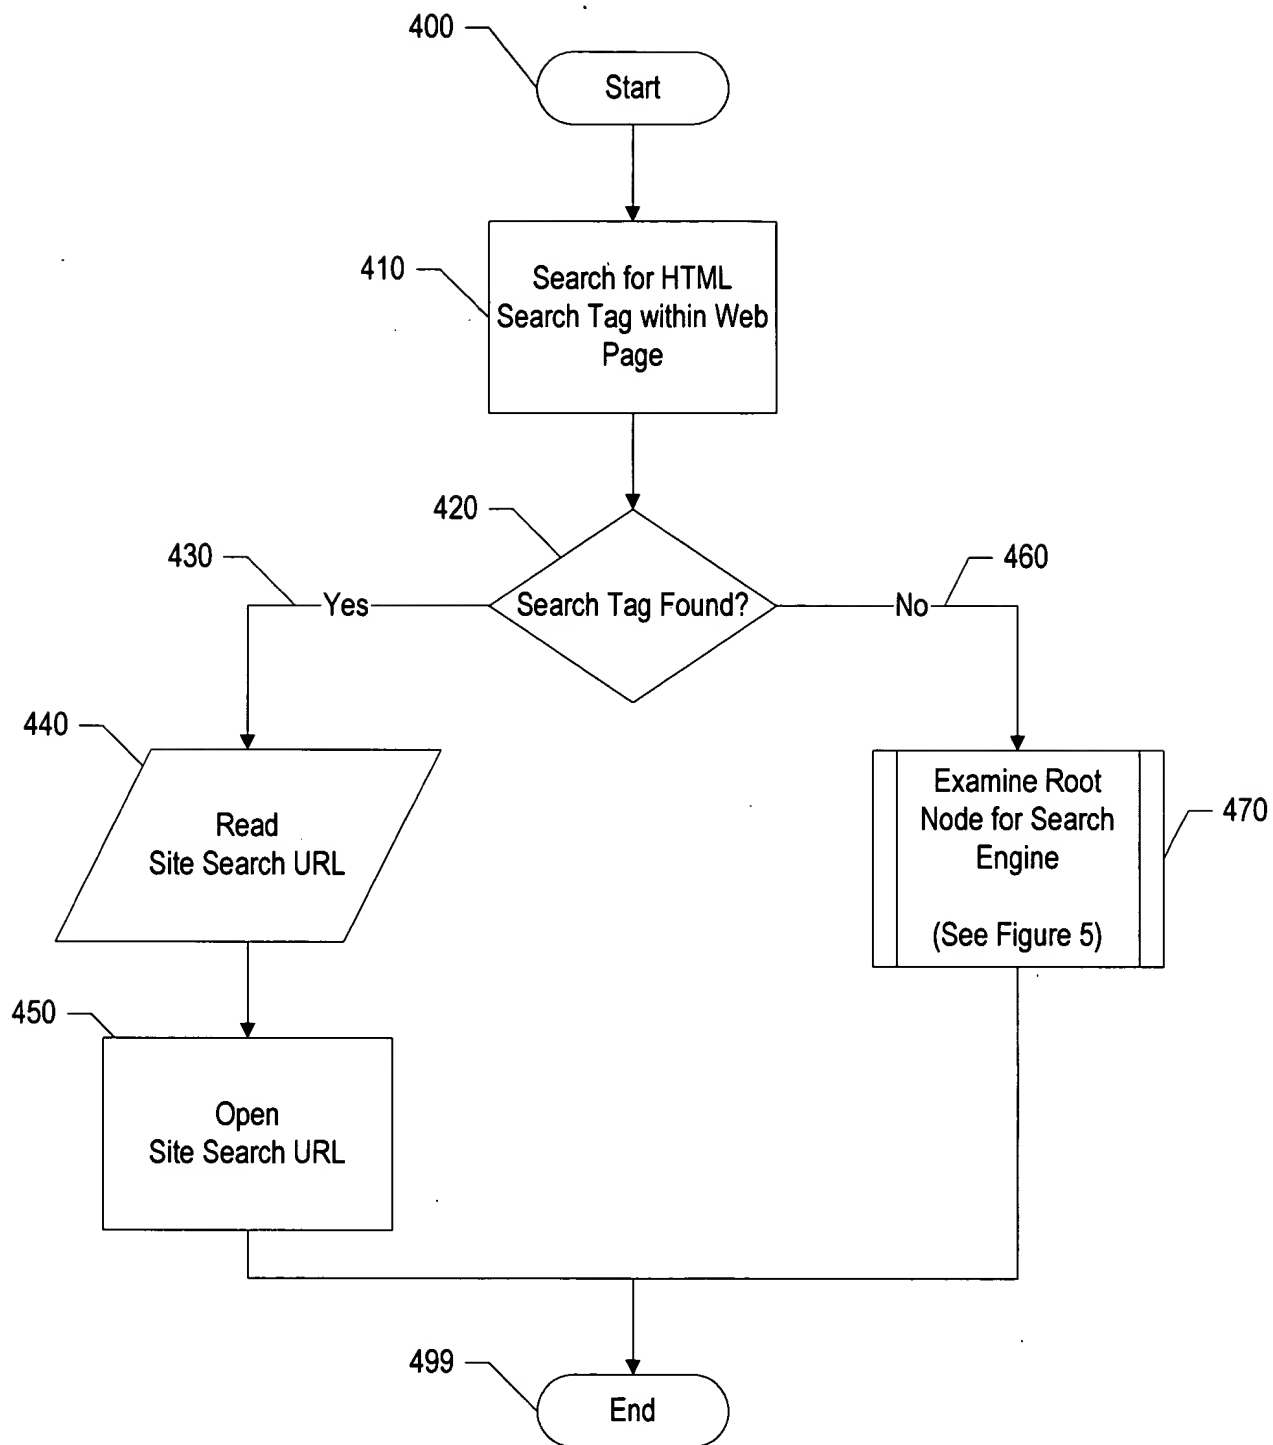 400
Start
410
Search for HTML
Search Tag within Web
Page
420
430
460
Yes
Search Tag Found?
No
440
Read
Site Search URL
Examine Root
Node for Search
Engine
(See Figure 5)
470
450
Open
Site Search URL
499
End